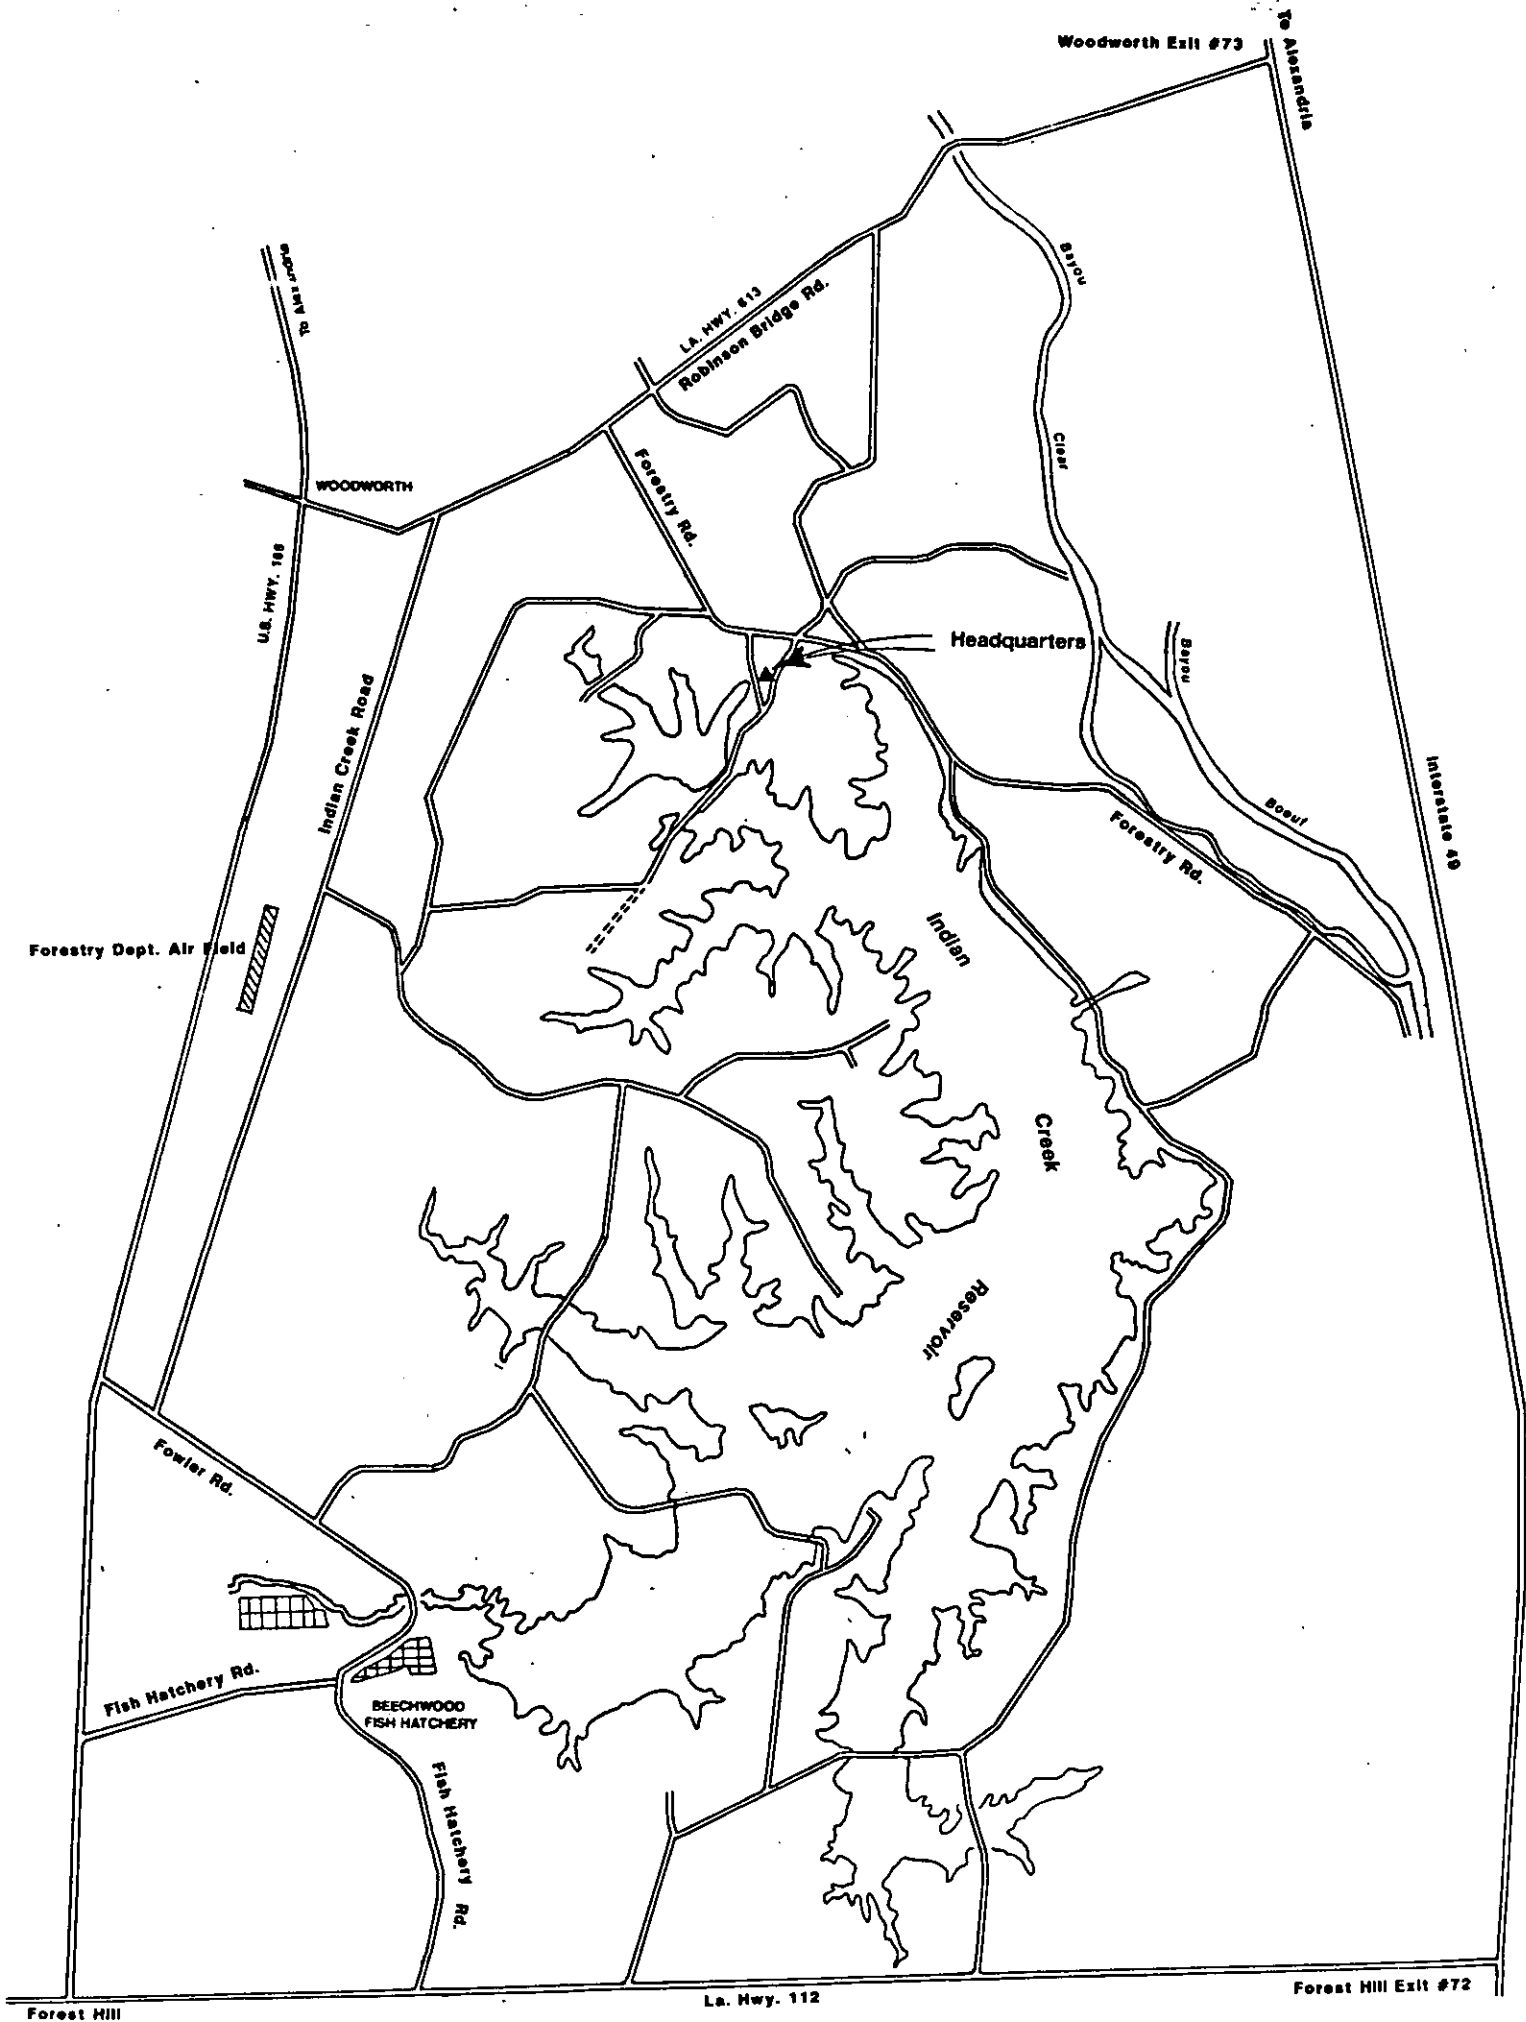 To Alexandria
Woodworth Exit #73
Bayou
To Alexandria
LA. HWY. 613
Robinson Bridge Rd.
Clear
Forestry Rd.
WOODWORTH
U.S. HWY. 165
Headquarters
Bayou
Indian Creek Road
Interstate 49
Boeuf
Forestry Rd.
Forestry Dept. Air Field
Indian
Creek
Reservoir
Fowler Rd.
Fish Hatchery Rd.
BEECHWOOD
FISH HATCHERY
Fish Hatchery Rd.
La. Hwy. 112
Forest Hill Exit #72
Forest Hill